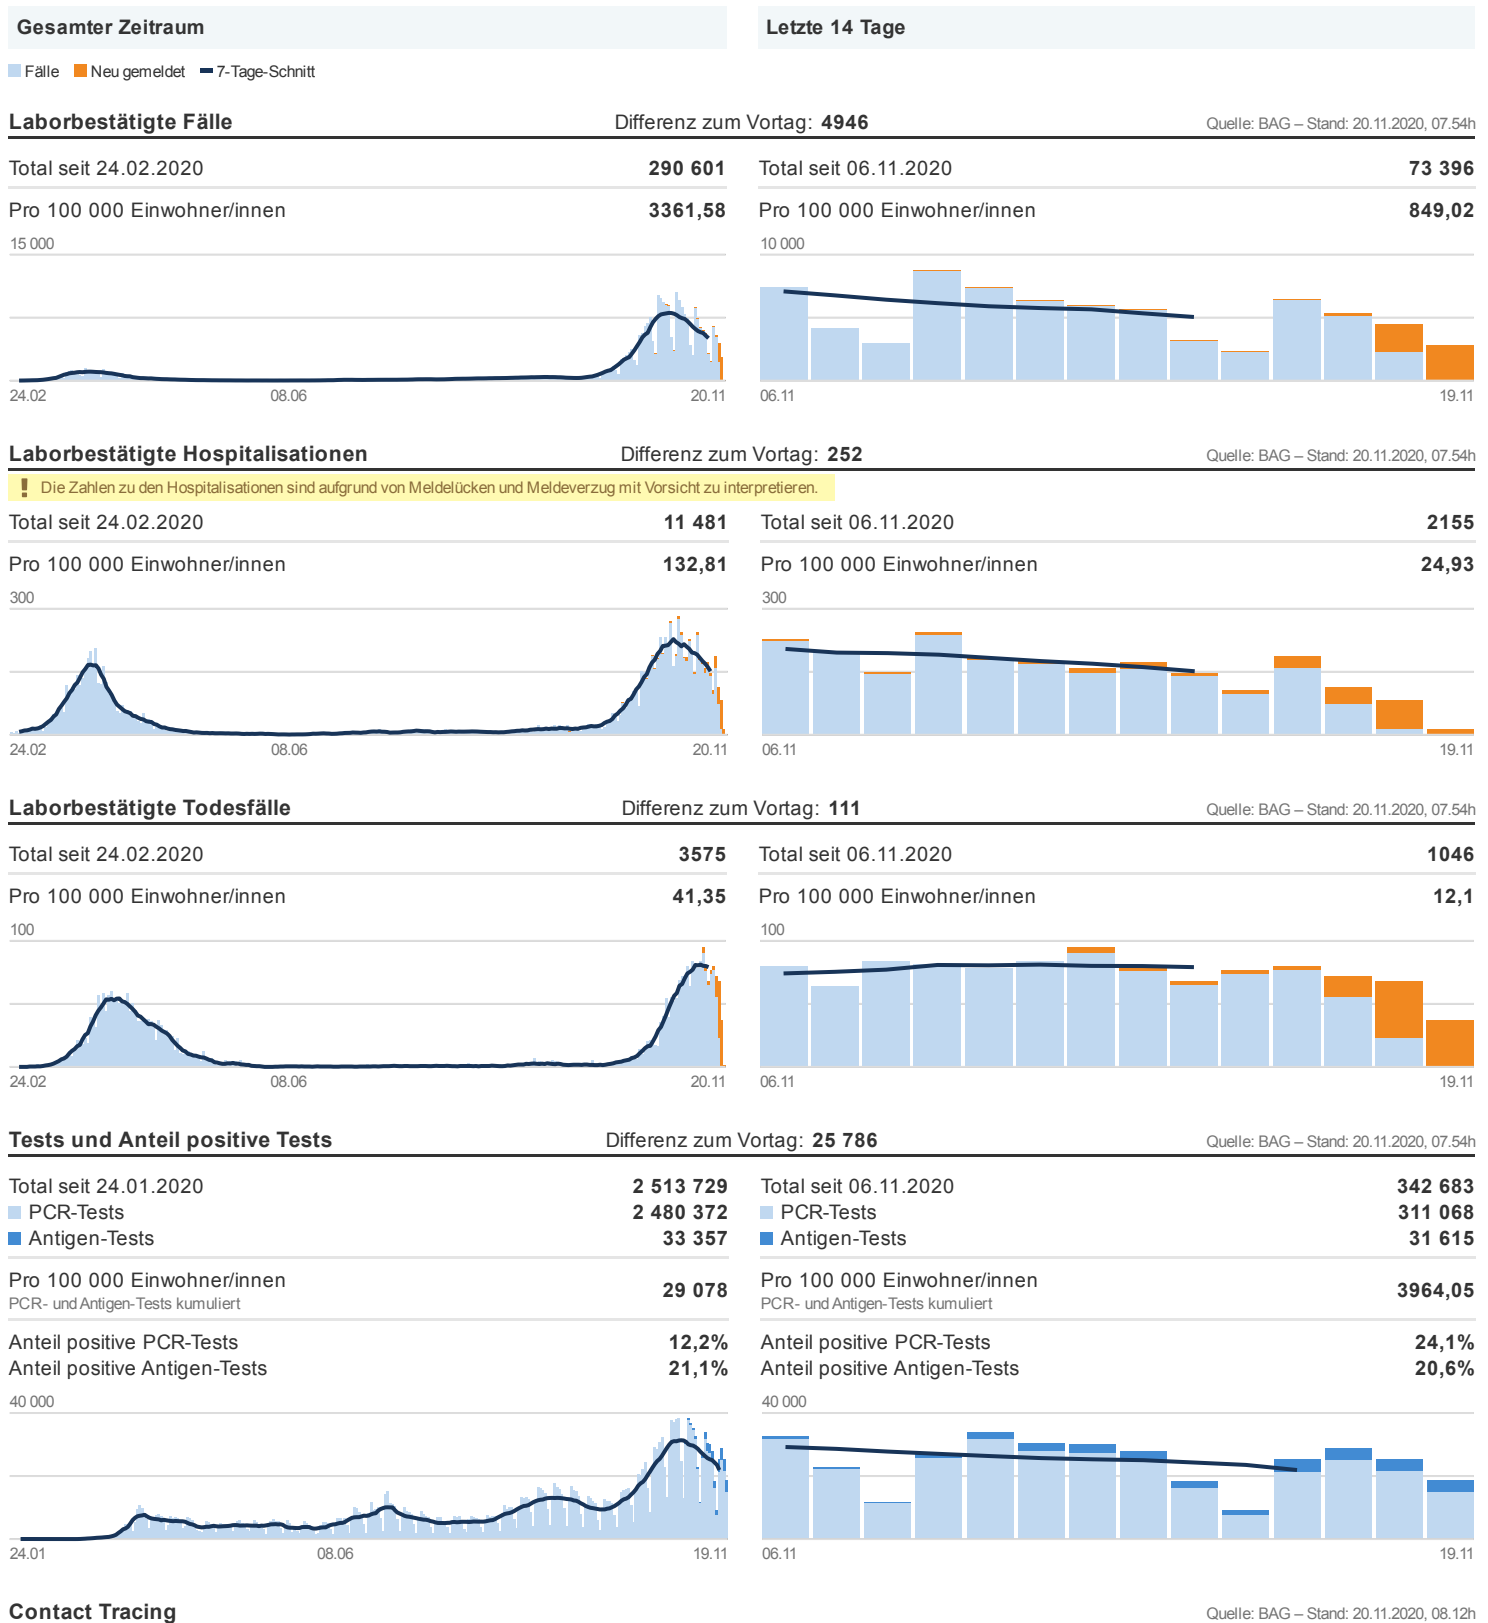 Gesamter Zeitraum
Letzte 14 Tage
Fälle Neu gemeldet 7-Tage-Schnitt
Laborbestätigte Fälle Differenz zum Vortag: 4946 Quelle: BAG – Stand: 20.11.2020, 07.54h
Total seit 24.02.2020 290 601
Pro 100 000 Einwohner/innen 3361,58
15 000
24.02 08.06 20.11
Total seit 06.11.2020 73 396
Pro 100 000 Einwohner/innen 849,02
10 000
06.11 19.11
Laborbestätigte Hospitalisationen Differenz zum Vortag: 252 Quelle: BAG – Stand: 20.11.2020, 07.54h
! Die Zahlen zu den Hospitalisationen sind aufgrund von Meldelücken und Meldeverzug mit Vorsicht zu interpretieren.
Total seit 24.02.2020 11 481
Pro 100 000 Einwohner/innen 132,81
300
24.02 08.06 20.11
Total seit 06.11.2020 2155
Pro 100 000 Einwohner/innen 24,93
300
06.11 19.11
Laborbestätigte Todesfälle Differenz zum Vortag: 111 Quelle: BAG – Stand: 20.11.2020, 07.54h
Total seit 24.02.2020 3575
Pro 100 000 Einwohner/innen 41,35
100
24.02 08.06 20.11
Total seit 06.11.2020 1046
Pro 100 000 Einwohner/innen 12,1
100
06.11 19.11
Tests und Anteil positive Tests Differenz zum Vortag: 25 786 Quelle: BAG – Stand: 20.11.2020, 07.54h
Total seit 24.01.2020 2 513 729
PCR-Tests 2 480 372
Antigen-Tests 33 357
Pro 100 000 Einwohner/innen 29 078
PCR- und Antigen-Tests kumuliert
Anteil positive PCR-Tests 12,2%
Anteil positive Antigen-Tests 21,1%
40 000
24.01 08.06 19.11
Total seit 06.11.2020 342 683
PCR-Tests 311 068
Antigen-Tests 31 615
Pro 100 000 Einwohner/innen 3964,05
PCR- und Antigen-Tests kumuliert
Anteil positive PCR-Tests 24,1%
Anteil positive Antigen-Tests 20,6%
40 000
06.11 19.11
Contact Tracing Quelle: BAG – Stand: 20.11.2020, 08.12h